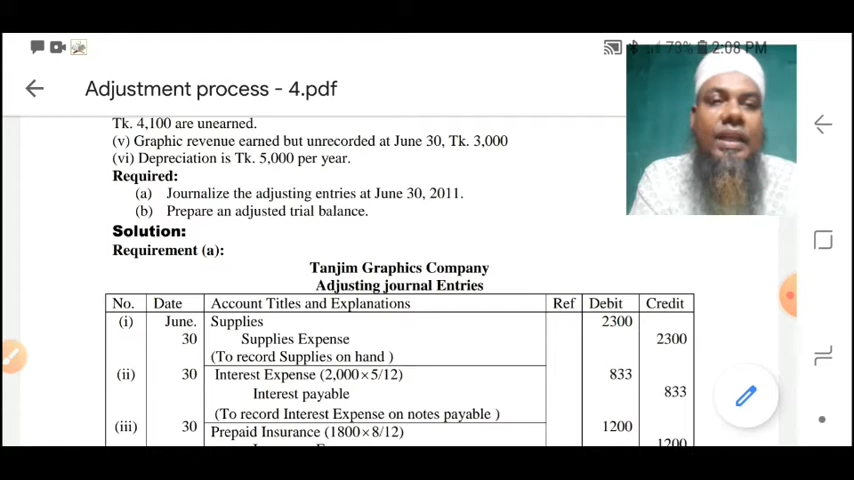 73% 2:08 PM
Adjustment process - 4.pdf
Tk. 4,100 are unearned.
(v) Graphic revenue earned but unrecorded at June 30, Tk. 3,000
(vi) Depreciation is Tk. 5,000 per year.
Required:
(a) Journalize the adjusting entries at June 30, 2011.
(b) Prepare an adjusted trial balance.
Solution:
Requirement (a):
Tanjim Graphics Company
Adjusting journal Entries
No. Date Account Titles and Explanations Ref Debit Credit
(i) June. Supplies 2300
30 Supplies Expense 2300
(To record Supplies on hand )
(ii) 30 Interest Expense (2,000×5/12) 833
Interest payable 833
(To record Interest Expense on notes payable )
(iii) 30 Prepaid Insurance (1800×8/12) 1200
1200